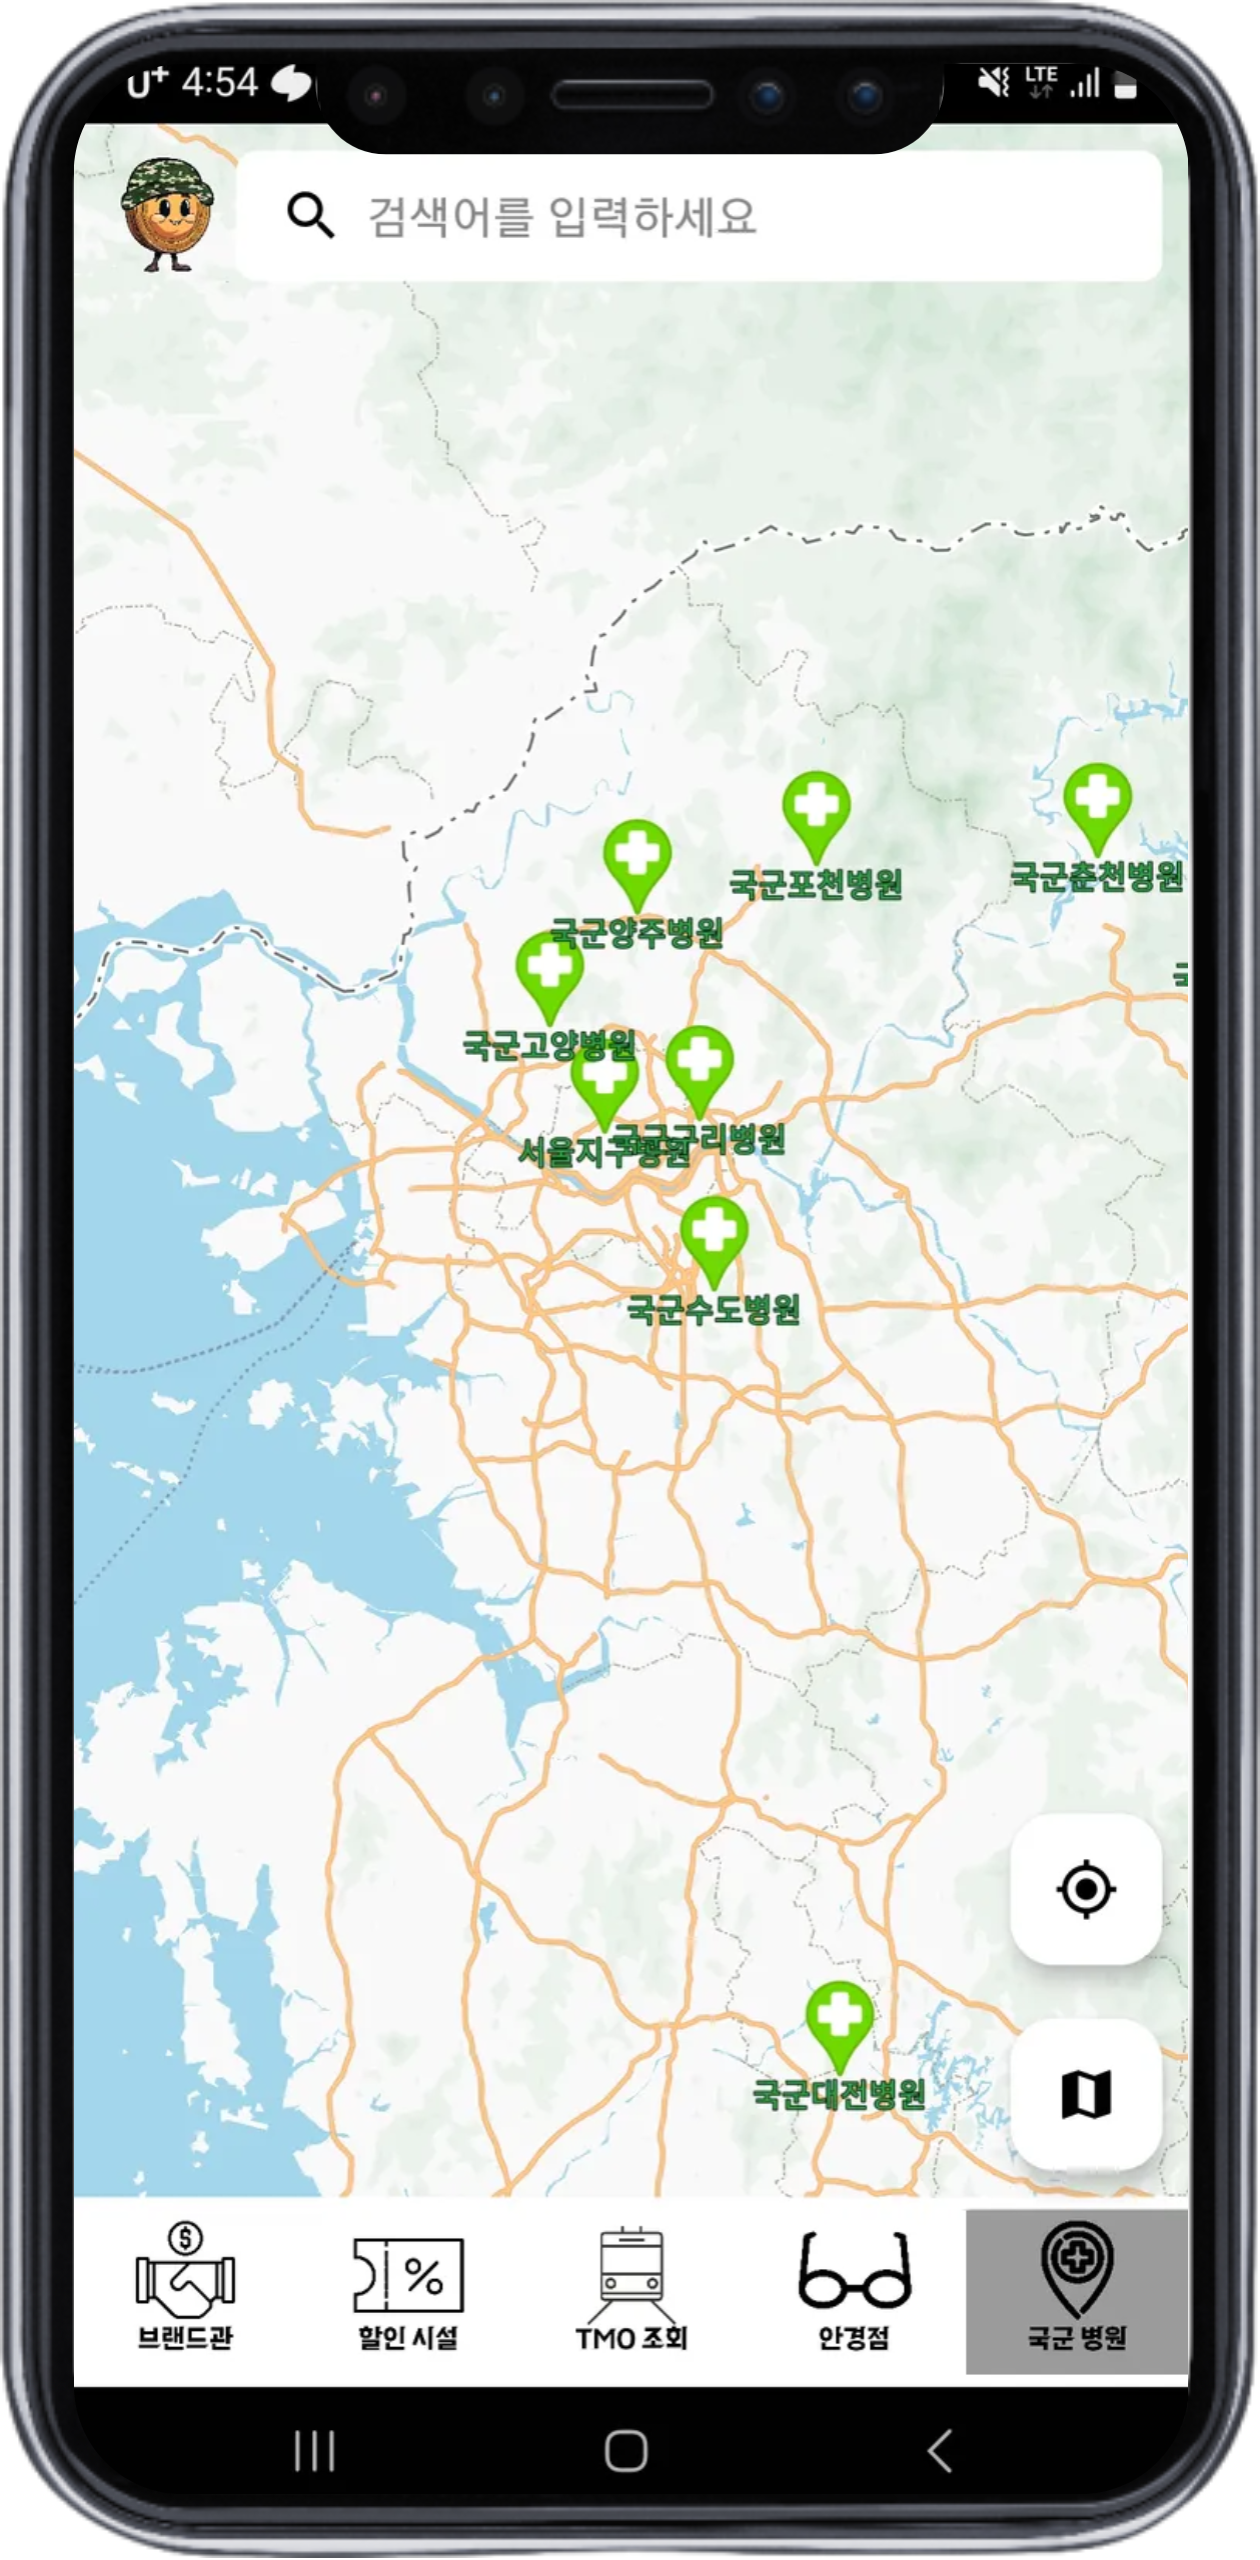 U+ 4:54
LTE
검색어를 입력하세요
국군포천병원
국군춘천병원
국군양주병원
국군고양병원
국군구리병원
서울지구병원
국군수도병원
국군대전병원
브랜드관
할인 시설
TMO 조회
안경점
국군 병원